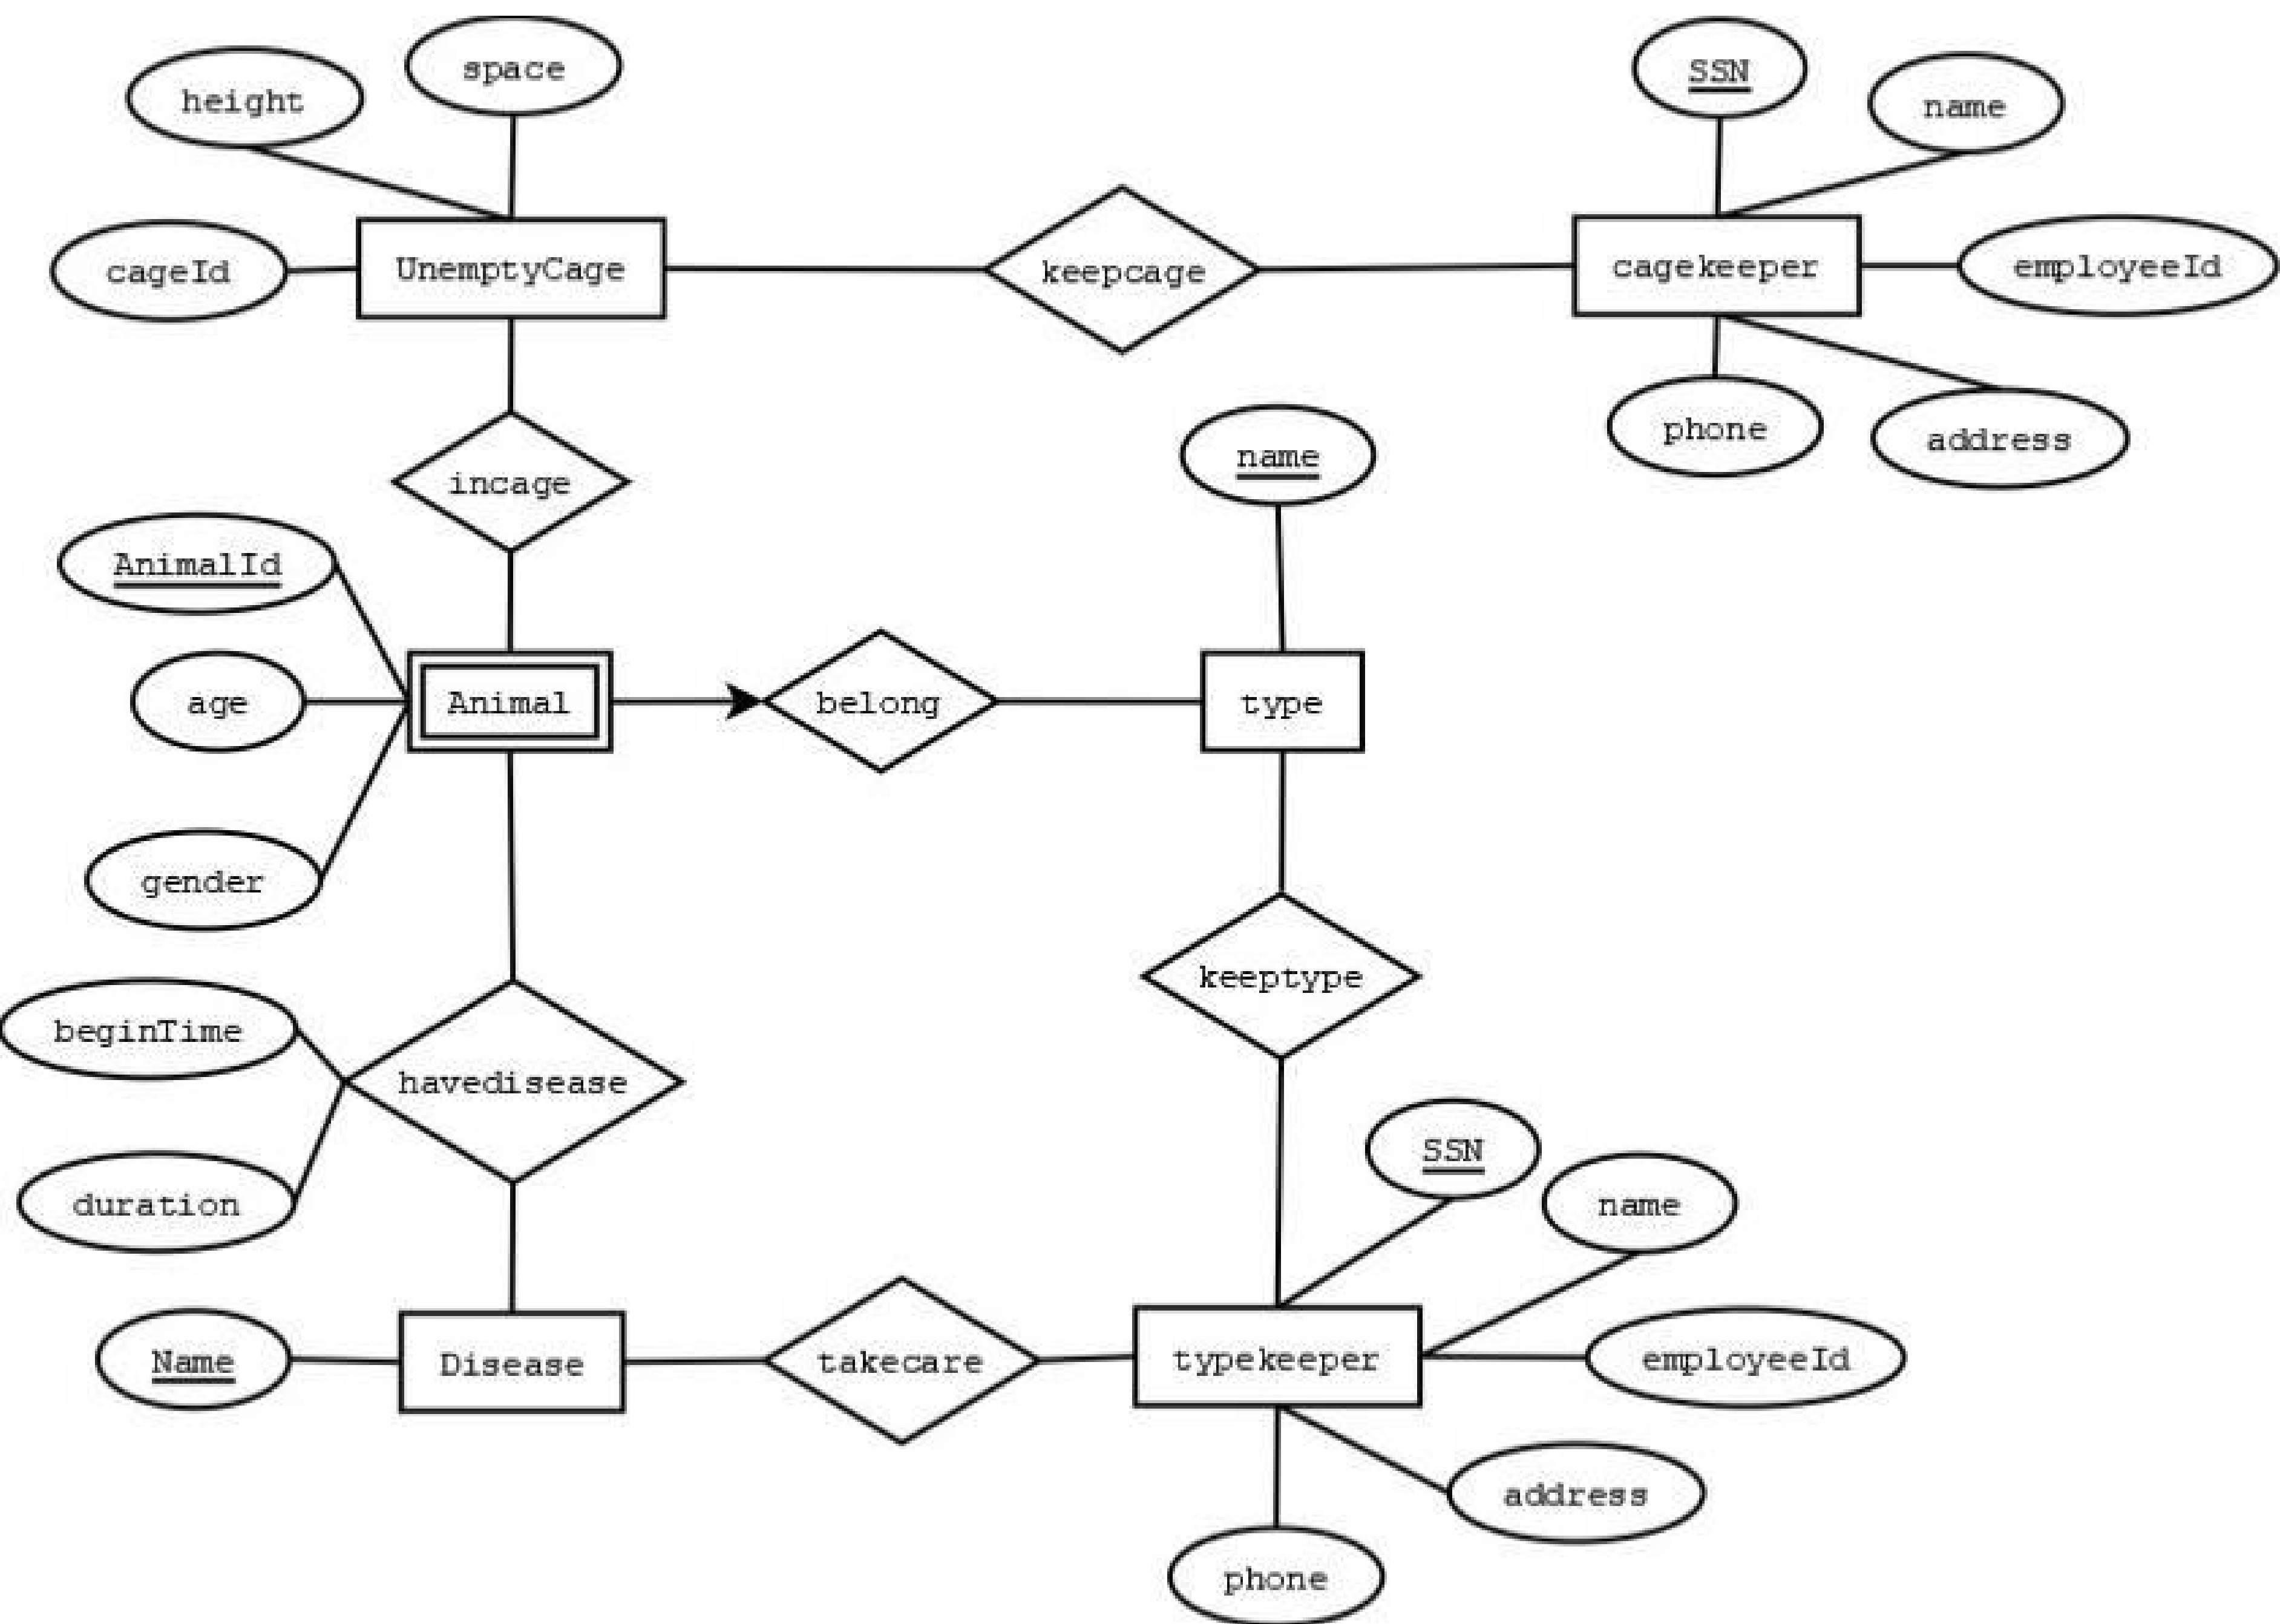 space
height
SSN
name
cageId
UnemptyCage
keepcage
cagekeeper
employeeId
phone
address
name
incage
AnimalId
age
Animal
belong
type
gender
keeptype
beginTime
havedisease
duration
SSN
name
Name
Disease
takecare
typekeeper
employeeId
address
phone